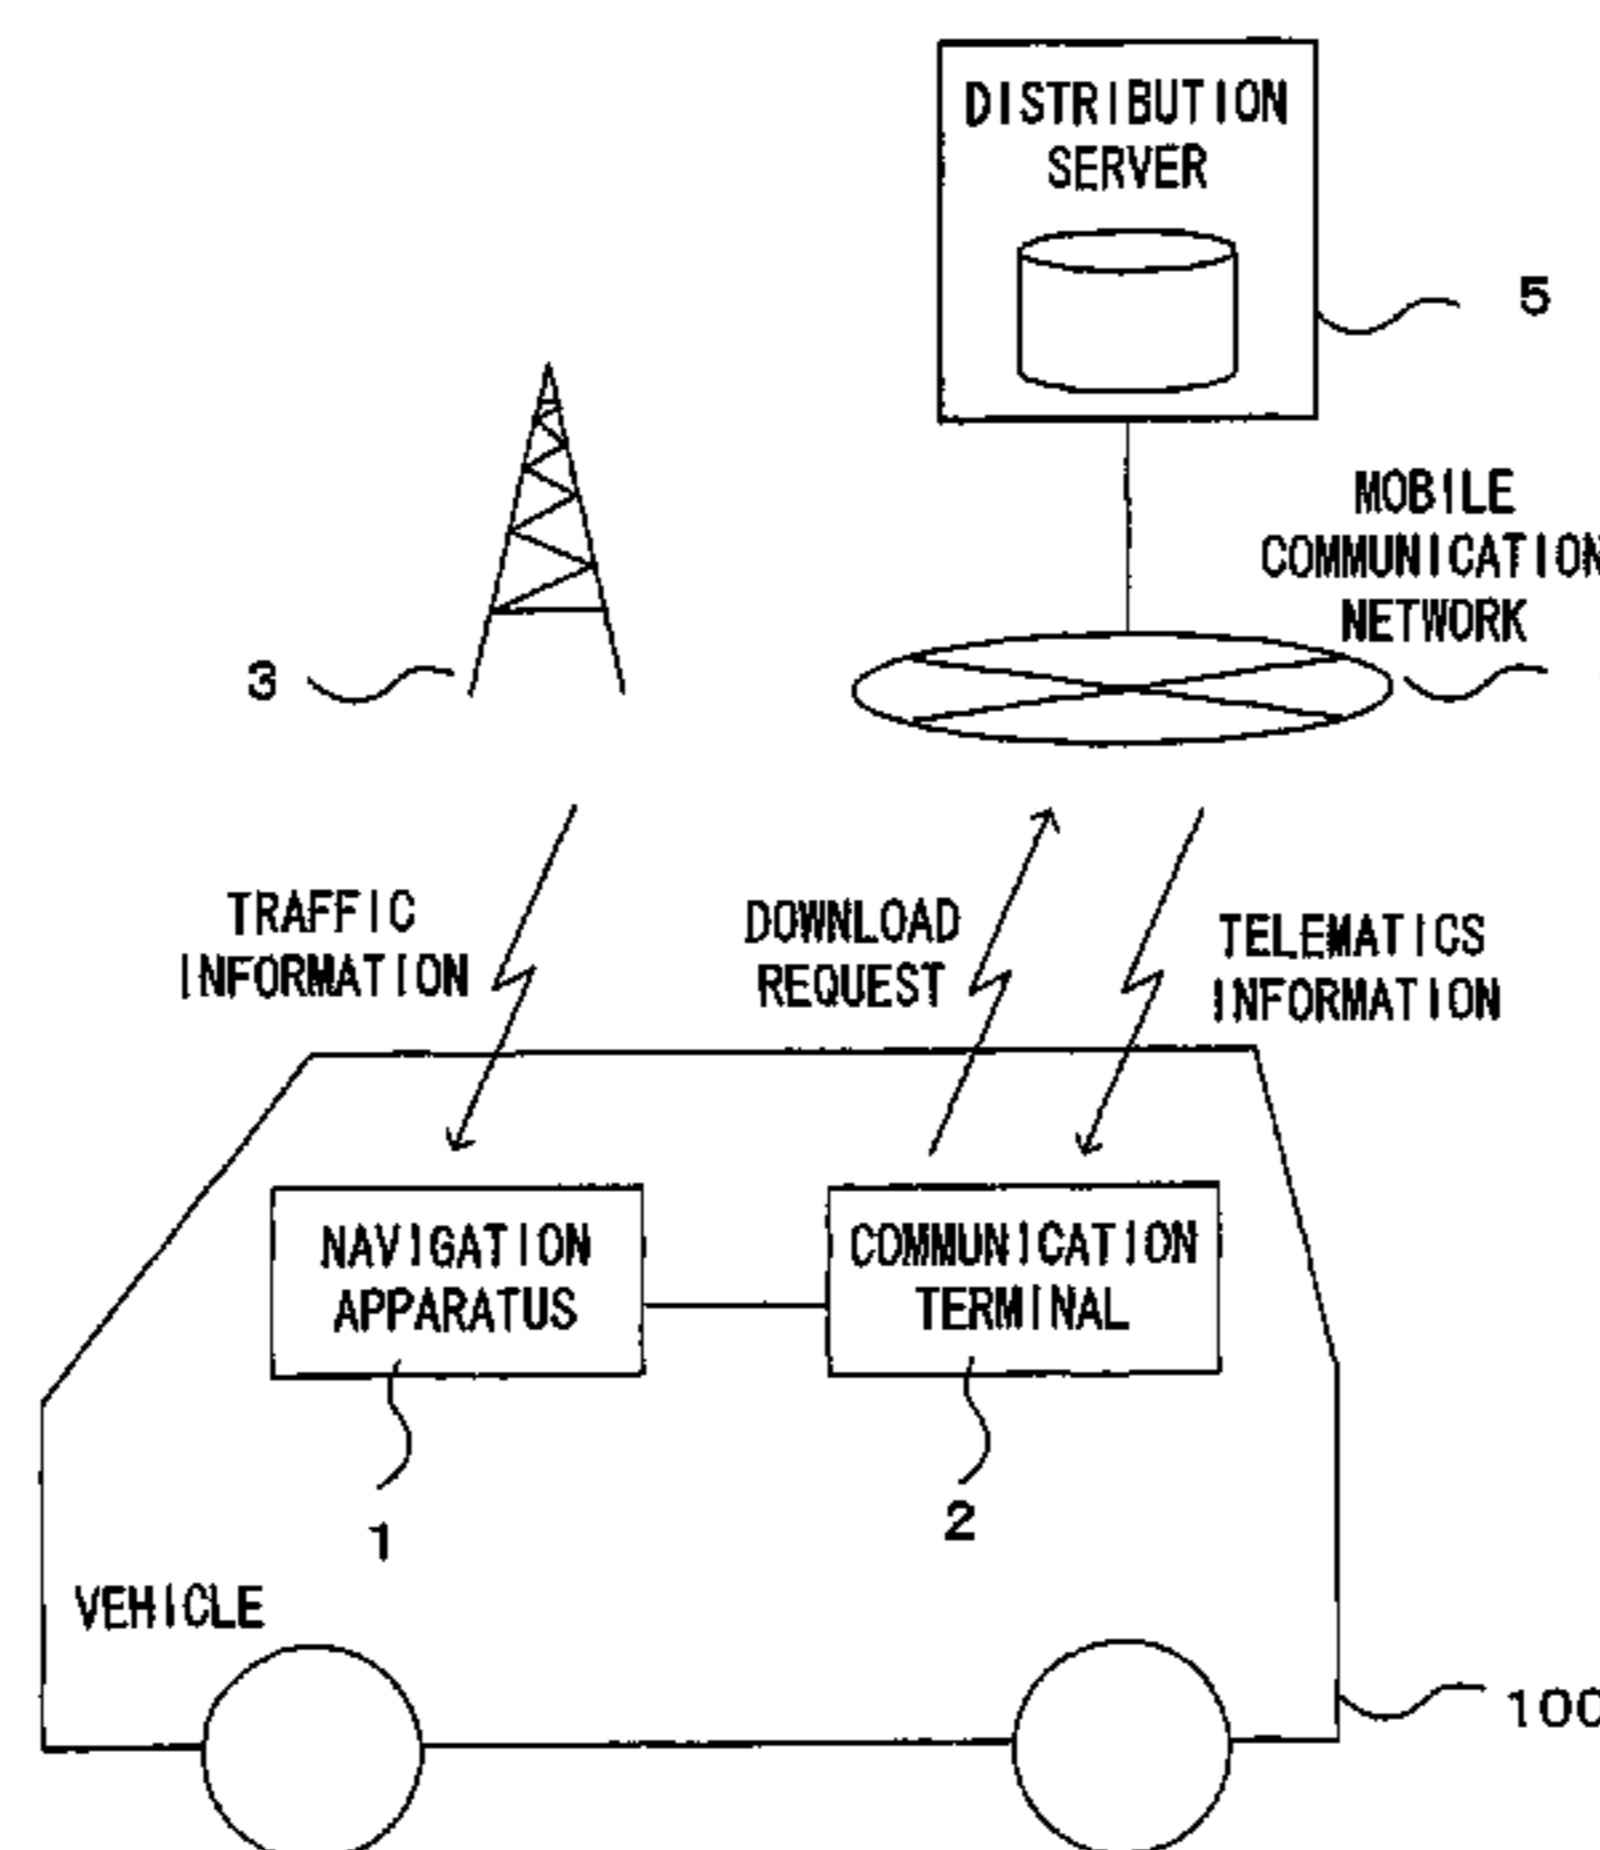 DISTRIBUTION
SERVER
5
MOBILE
COMMUNICATION
NETWORK
3
TRAFFIC
INFORMATION
DOWNLOAD
REQUEST
TELEMATICS
INFORMATION
NAVIGATION
APPARATUS
COMMUNICATION
TERMINAL
1
2
VEHICLE
100